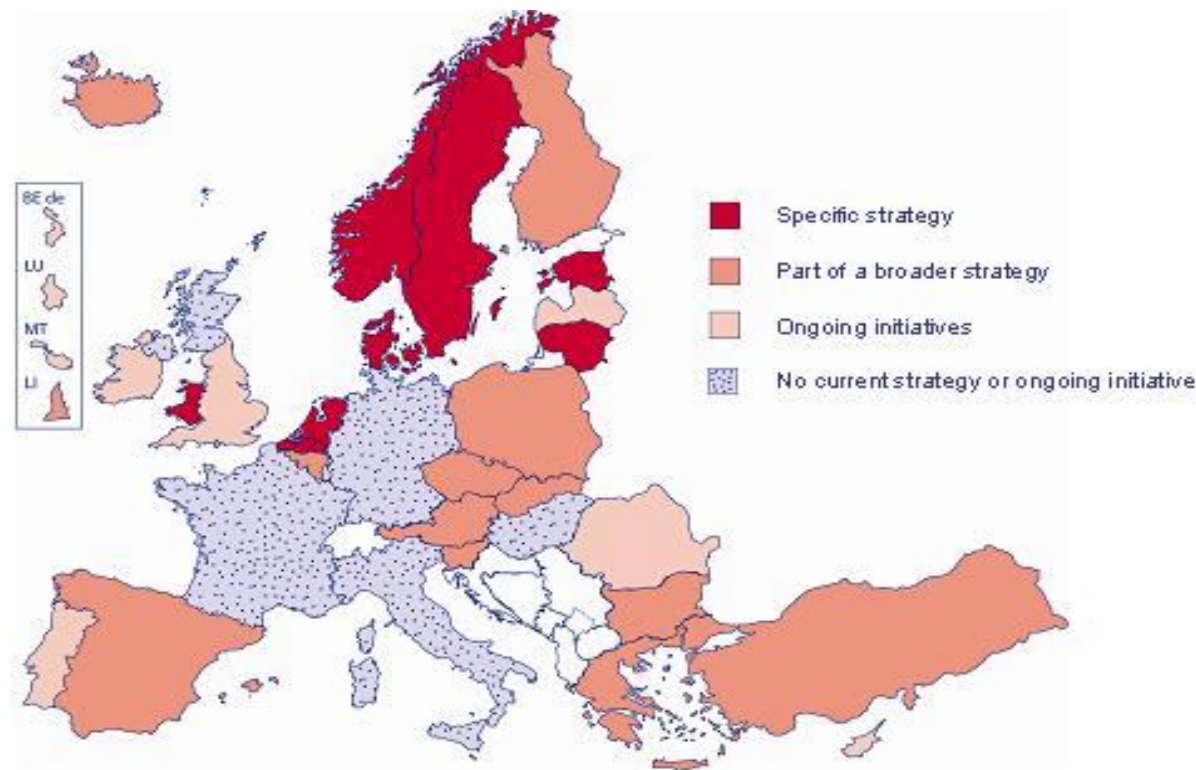 BE de
LU
MT
LI
Specific strategy
Part of a broader strategy
Ongoing initiatives
No current strategy or ongoing initiative